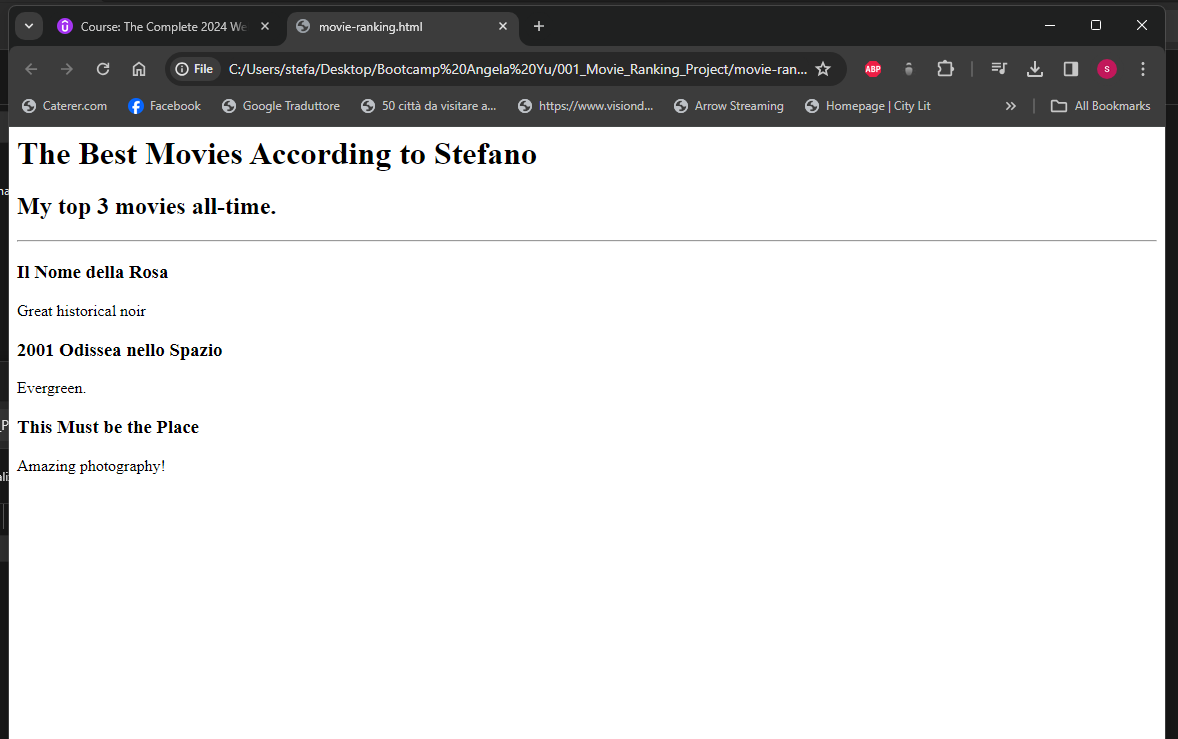 Course: The Complete 2024 We
movie-ranking.html
File
C:/Users/stefa/Desktop/Bootcamp%20Angela%20Yu/001_Movie_Ranking_Project/movie-ran...
ABP
S
Caterer.com
Facebook
Google Traduttore
50 città da visitare a...
https://www.visiond...
Arrow Streaming
Homepage | City Lit
All Bookmarks
The Best Movies According to Stefano
My top 3 movies all-time.
Il Nome della Rosa
Great historical noir
2001 Odissea nello Spazio
Evergreen.
This Must be the Place
Amazing photography!